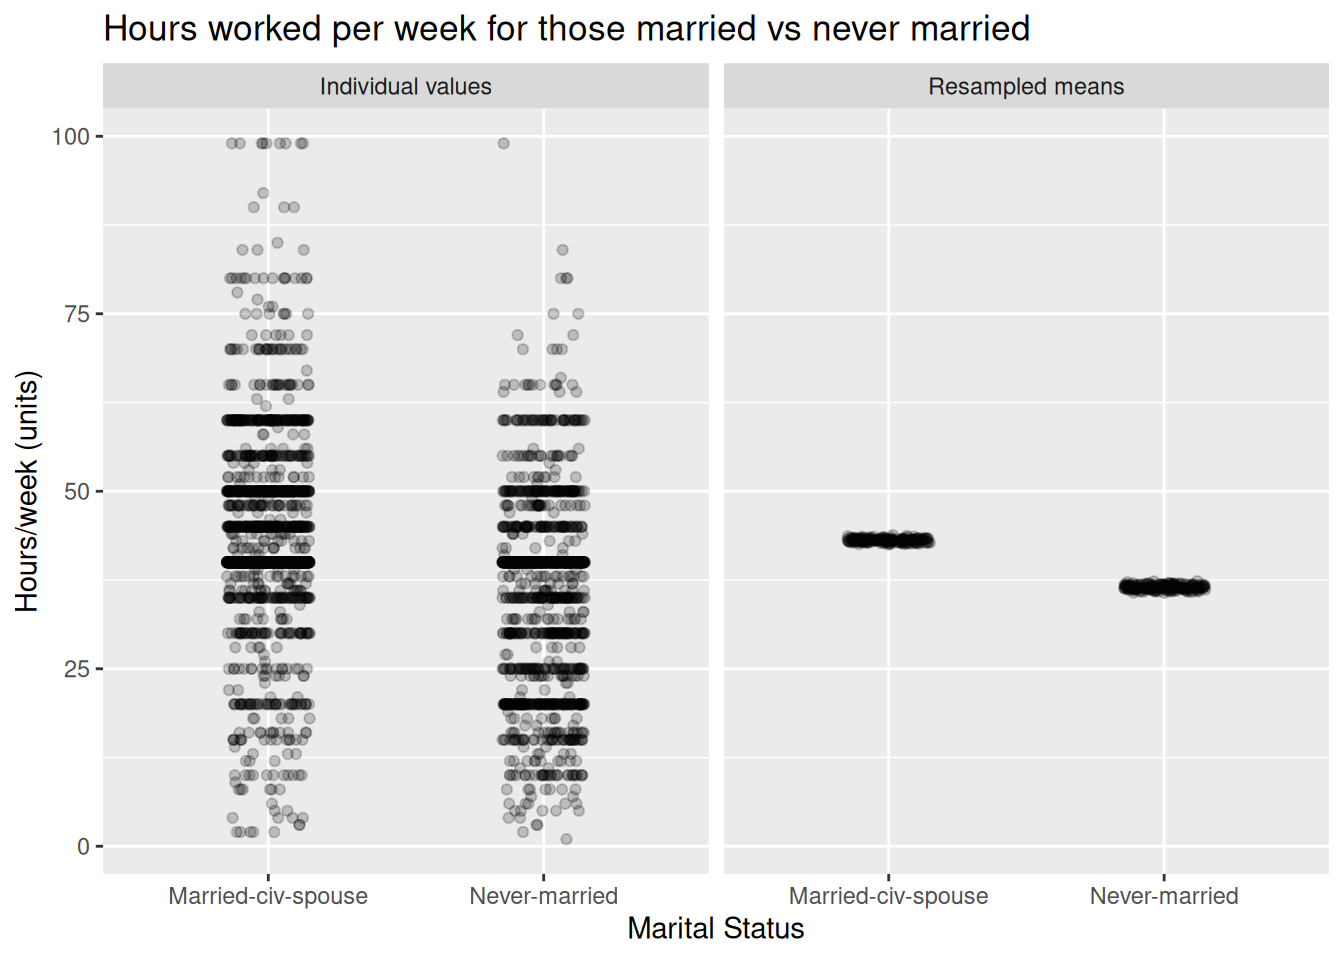 Hours worked per week for those married vs never married
Individual values
Resampled means
Hours/week (units)
100
75
50
25
0
Married-civ-spouse
Never-married
Married-civ-spouse
Never-married
Marital Status